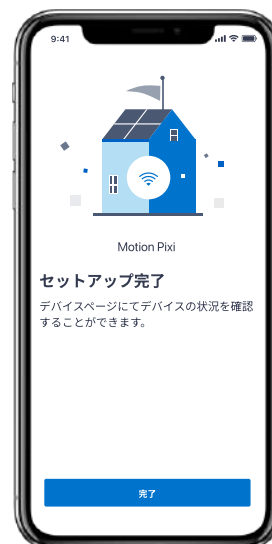 9:41
Motion Pixi
セットアップ完了
デバイスページにてデバイスの状況を確認
することができます。
完了